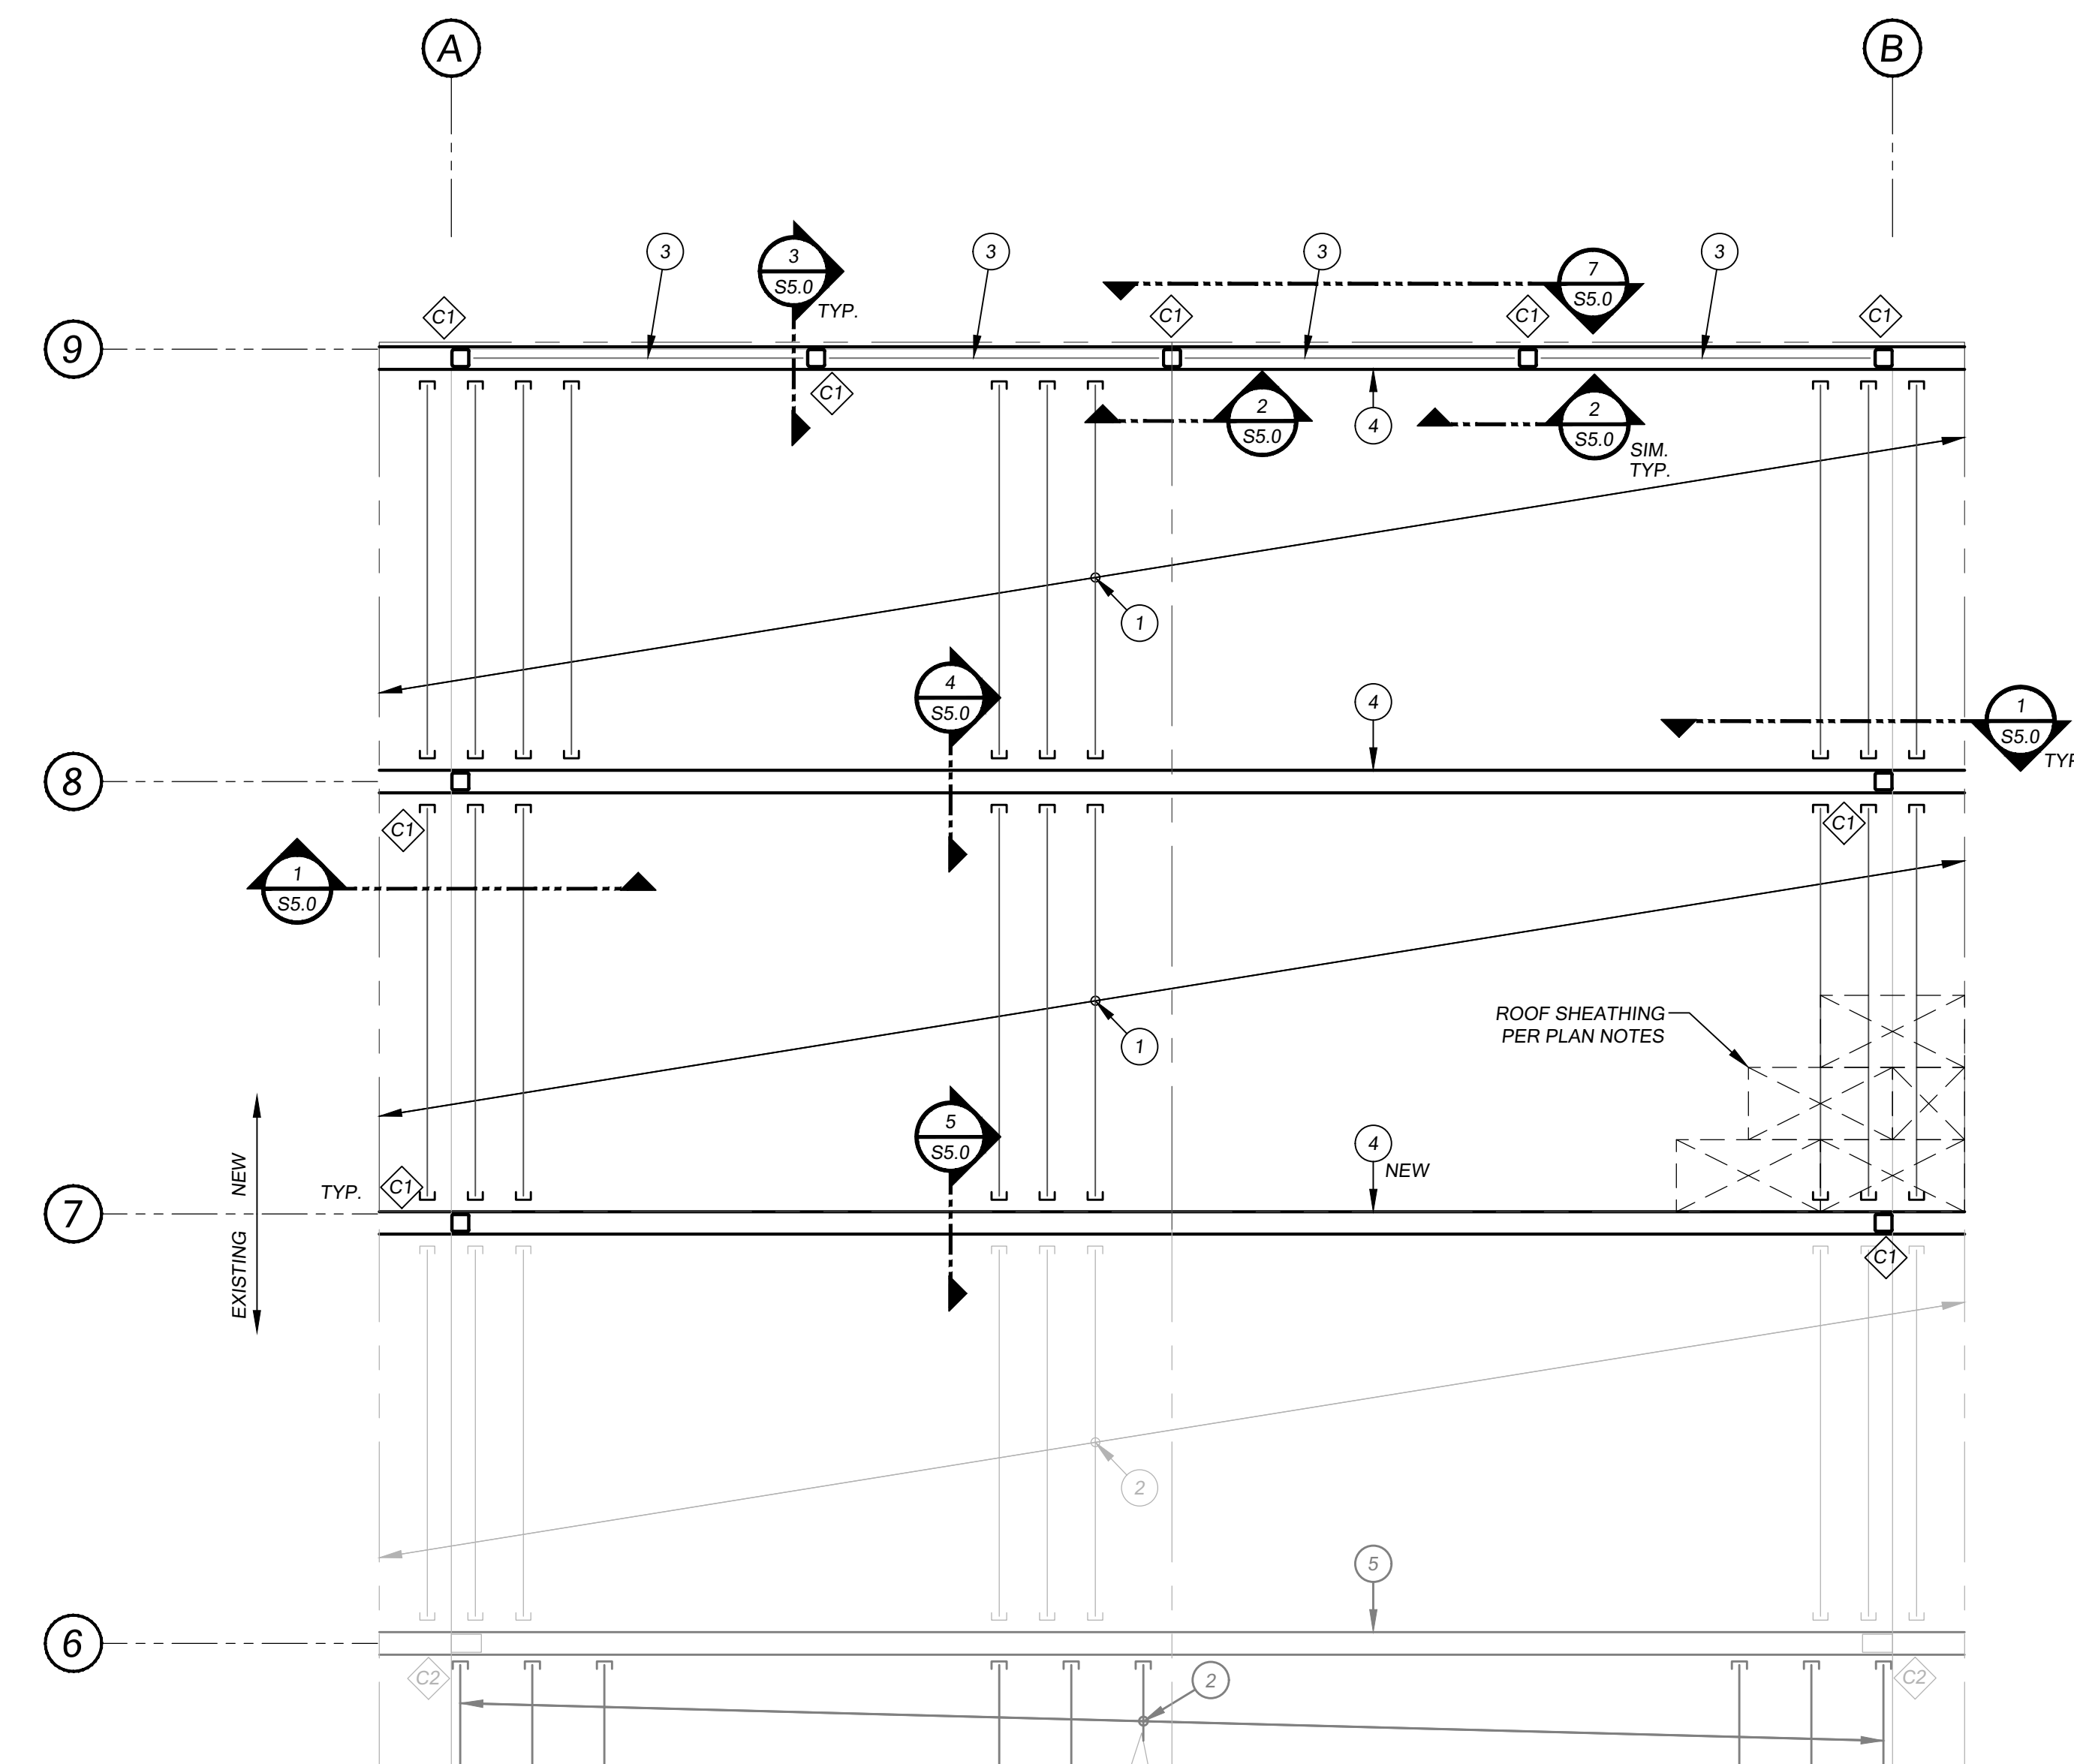 A
B
3
3
3
3
3
S5.0
TYP.
7
S5.0
C1
C1
C1
C1
9
C1
2
S5.0
4
2
S5.0
SIM.
TYP.
1
4
S5.0
4
1
S5.0
8
C1
C1
1
S5.0
ROOF SHEATHING
PER PLAN NOTES
1
5
S5.0
4
NEW
NEW
EXISTING
TYP.
C1
7
C1
2
5
6
C2
2
C2